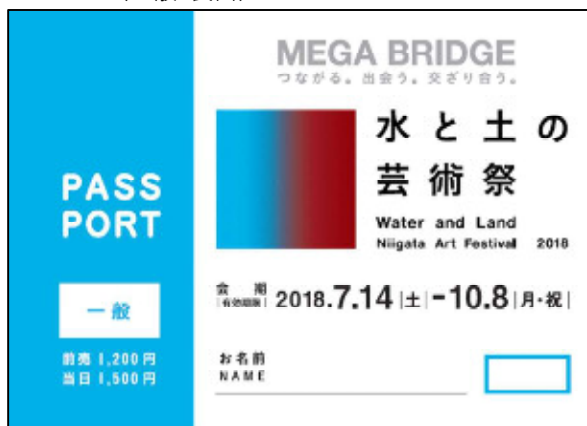 MEGA BRIDGE
つながる。出会う。交ざり合う。
水と土の
芸術祭
Water and Land
Niigata Art Festival 2018
PASS
PORT
一般
前売 1,200円
当日 1,500円
会期
[有効期限] 2018.7.14|土|-10.8|月・祝|
お名前
NAME